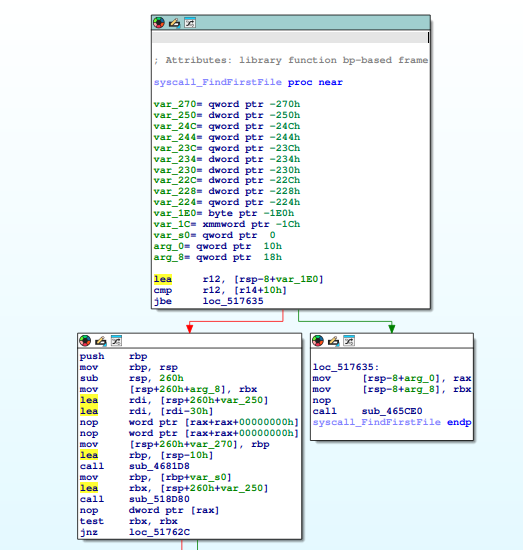 ; Attributes: library function bp-based frame
syscall_FindFirstFile proc near
var_270= qword ptr -270h
var_250= dword ptr -250h
var_24C= qword ptr -24Ch
var_244= qword ptr -244h
var_23C= qword ptr -23Ch
var_234= dword ptr -234h
var_230= dword ptr -230h
var_22C= dword ptr -22Ch
var_228= dword ptr -228h
var_224= qword ptr -224h
var_1E0= byte ptr -1E0h
var_1C= xmmword ptr -1Ch
var_s0= qword ptr  0
arg_0= qword ptr  10h
arg_8= qword ptr  18h
lea     r12, [rsp-8+var_1E0]
cmp     r12, [r14+10h]
jbe     loc_517635
push    rbp
mov     rbp, rsp
sub     rsp, 260h
mov     [rsp+260h+arg_8], rbx
lea     rdi, [rsp+260h+var_250]
lea     rdi, [rdi-30h]
nop     word ptr [rax+rax+00000000h]
nop     word ptr [rax+rax+00000000h]
mov     [rsp+260h+var_270], rbp
lea     rbp, [rsp-10h]
call    sub_4681D8
mov     rbp, [rbp+var_s0]
lea     rbx, [rsp+260h+var_250]
call    sub_518D80
nop     dword ptr [rax]
test    rbx, rbx
jnz     loc_51762C
loc_517635:
mov     [rsp-8+arg_0], rax
mov     [rsp-8+arg_8], rbx
nop
call    sub_465CE0
syscall_FindFirstFile endp